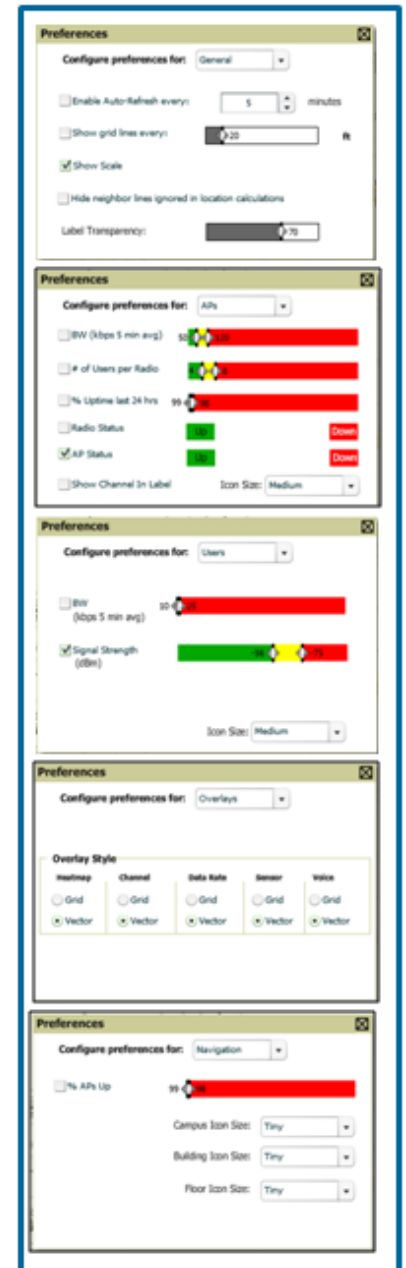 Preferences
Configure preferences for: General
Enable Auto-Refresh every: 5 minutes
Show grid lines every: 20 ft
Show Scale
Hide neighbor lines ignored in location calculations
Label Transparency: 70
Preferences
Configure preferences for: APs
BW (kbps 5 min avg) 50 120
# of Users per Radio
% Uptime last 24 hrs 99 98
Radio Status Up Down
AP Status Up Down
Show Channel In Label Icon Size: Medium
Preferences
Configure preferences for: Users
BW 10 25
(kbps 5 min avg)
Signal Strength -73
(dBm)
Icon Size: Medium
Preferences
Configure preferences for: Overlays
Overlay Style
Heatmap Channel Data Rate Sensor Voice
Grid Grid Grid Grid Grid
Vector Vector Vector Vector Vector
Preferences
Configure preferences for: Navigation
% APs Up 99 98
Campus Icon Size: Tiny
Building Icon Size: Tiny
Floor Icon Size: Tiny